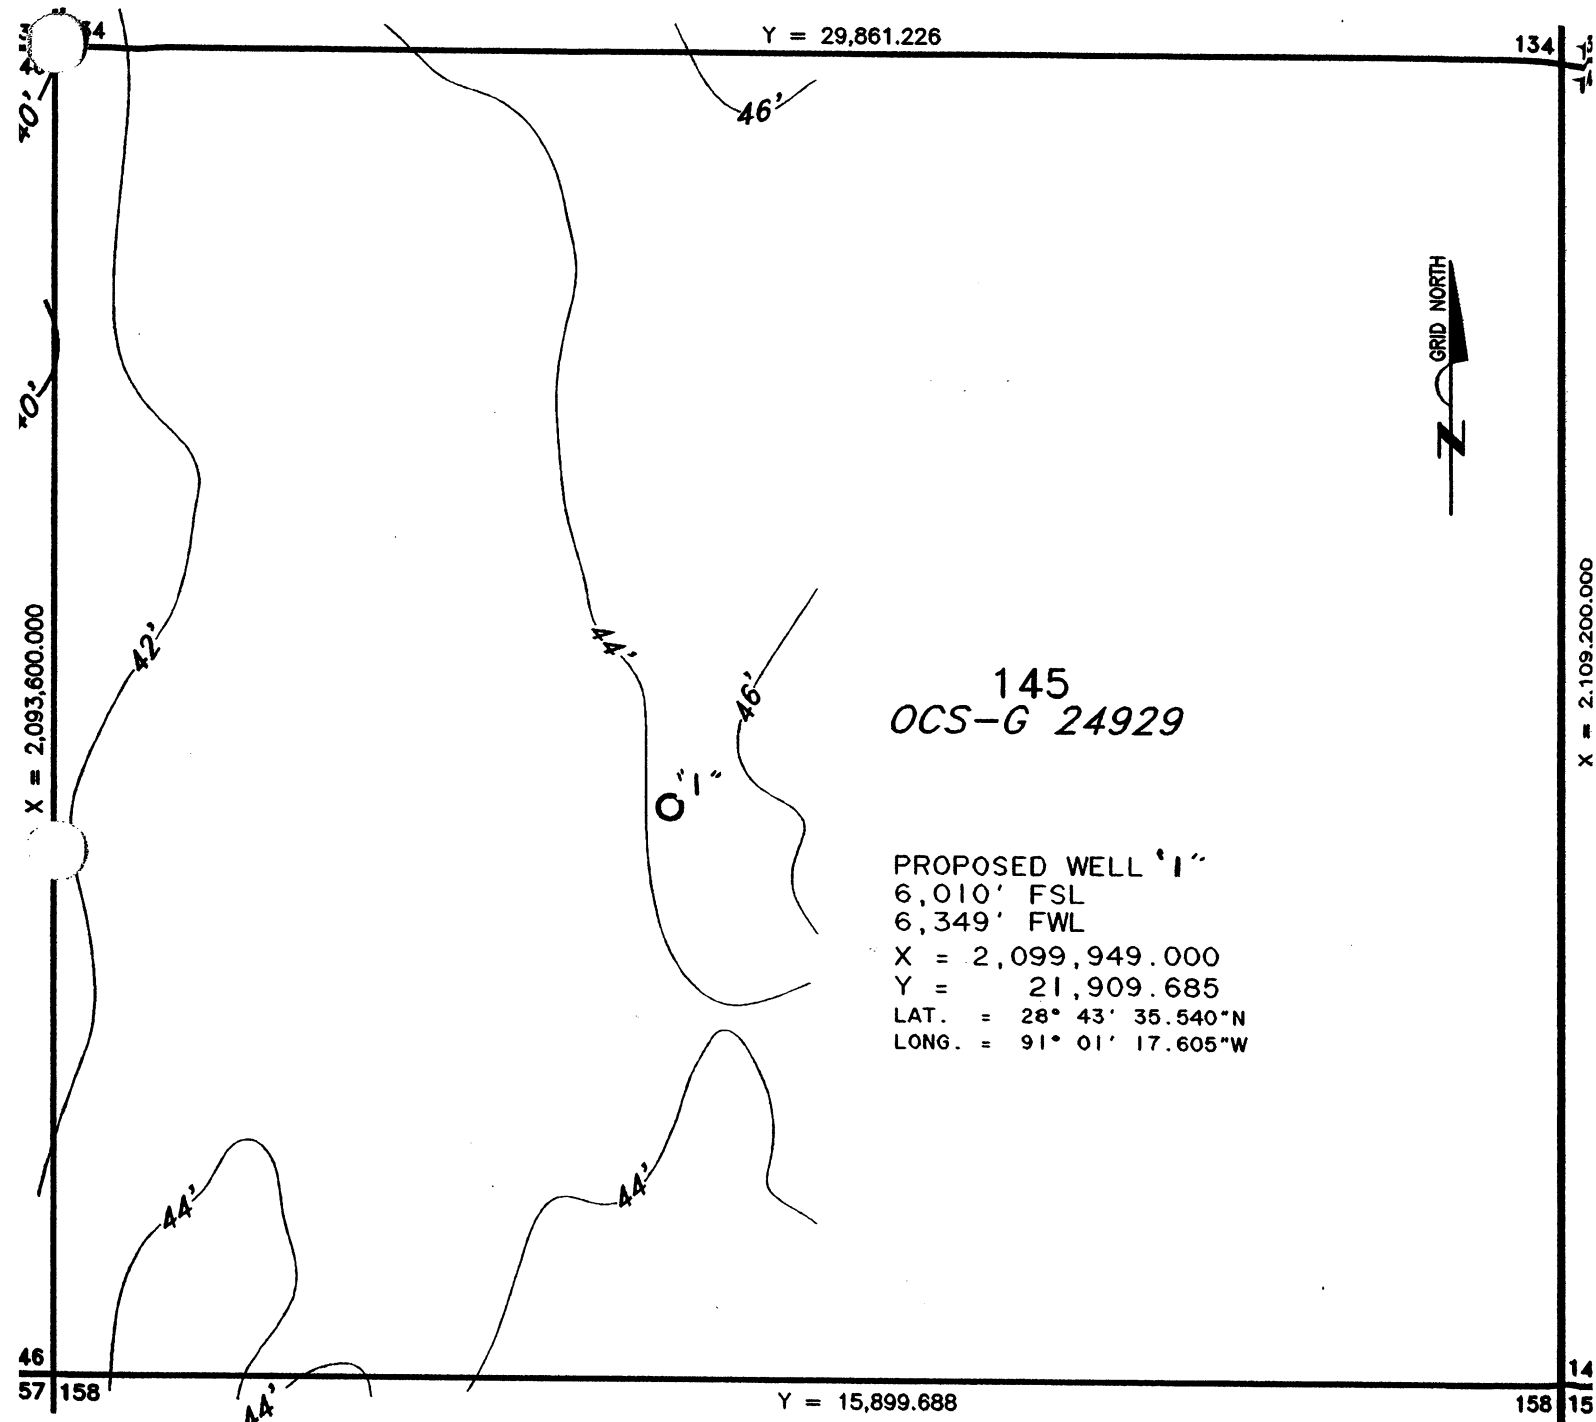 Y = 29,861.226
134
46'
42'
44'
46'
X = 2,093,600.000
X = 2,109,200.000
GRID NORTH
N
145
OCS-G 24929
"1"
PROPOSED WELL "1"
6,010' FSL
6,349' FWL
X = 2,099,949.000
Y = 21,909.685
LAT. = 28° 43' 35.540"N
LONG. = 91° 01' 17.605"W
44'
44'
44'
46
57 158
Y = 15,899.688
158 15
14